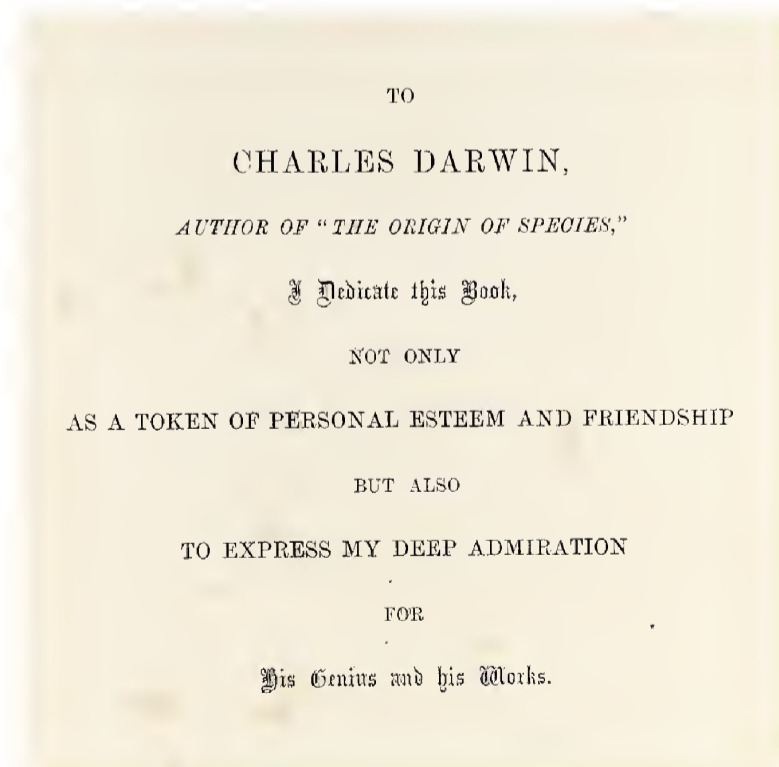 TO
CHARLES DARWIN,
AUTHOR OF “THE ORIGIN OF SPECIES,”
I Dedicate this Book,
NOT ONLY
AS A TOKEN OF PERSONAL ESTEEM AND FRIENDSHIP
BUT ALSO
TO EXPRESS MY DEEP ADMIRATION
FOR
His Genius and his Works.